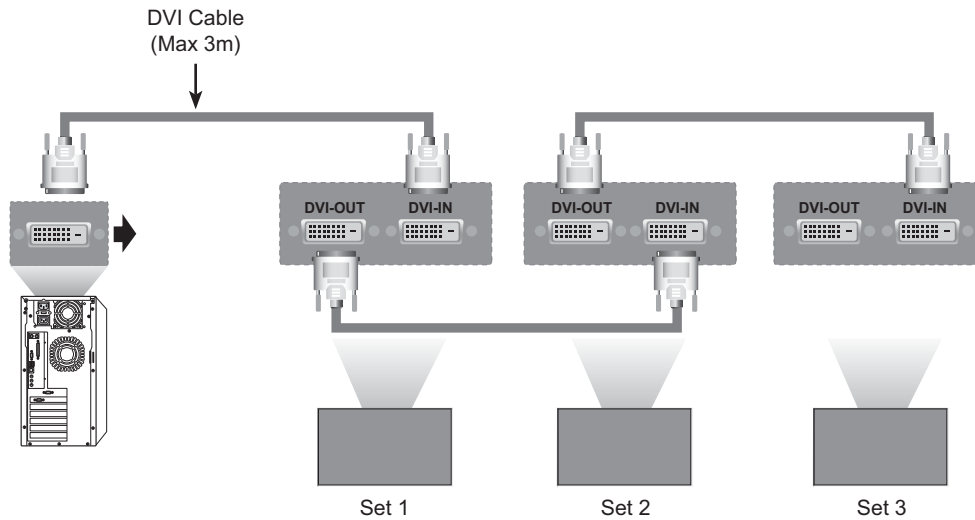 DVI Cable
(Max 3m)
DVI-OUT DVI-IN
DVI-OUT DVI-IN
DVI-OUT DVI-IN
Set 1
Set 2
Set 3